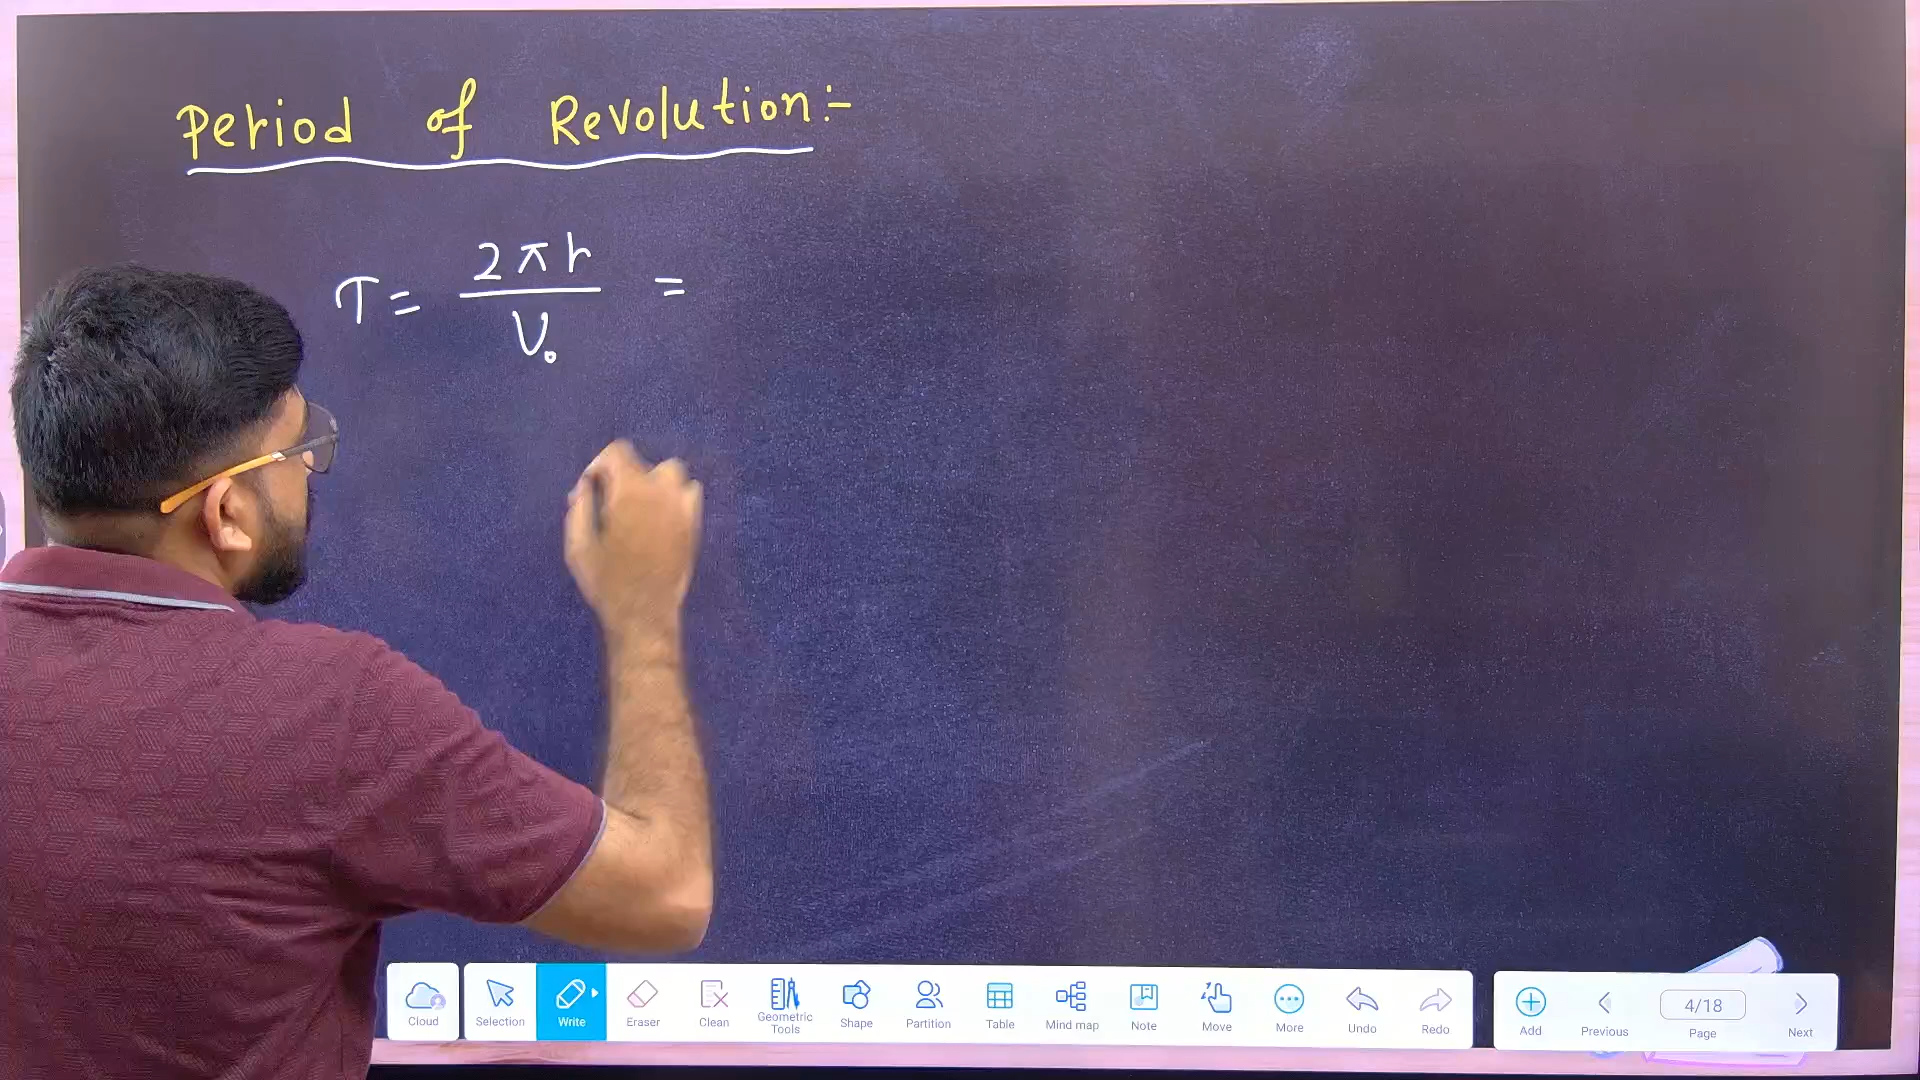 Period of Revolution:-
T = 2πr / V₀ =
Cloud
Selection
Write
Eraser
Clean
Geometric
Tools
Shape
Partition
Table
Mind map
Note
Move
More
Undo
Redo
Add
Previous
4/18
Page
Next